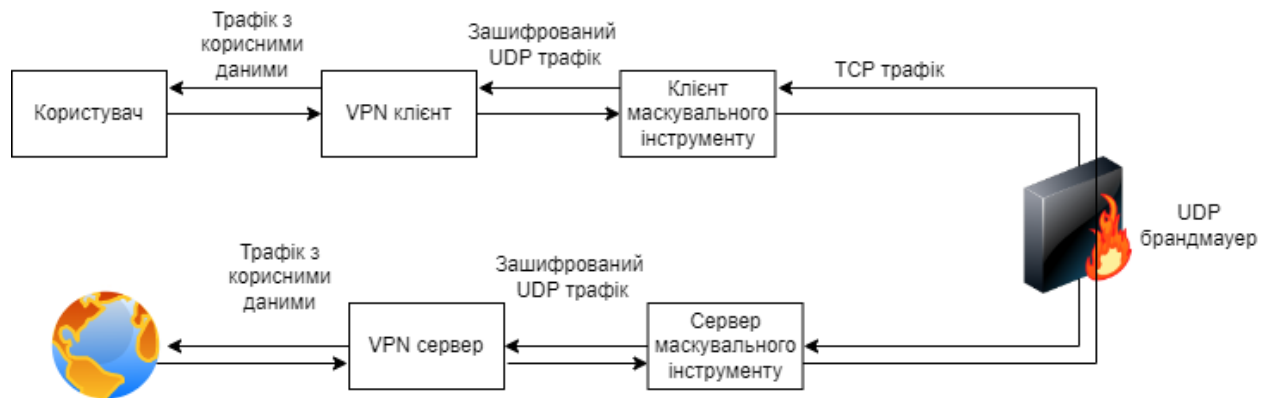 Трафік з
корисними
даними
Зашифрований
UDP трафік
TCP трафік
Користувач
VPN клієнт
Клієнт
маскувального
інструменту
UDP
брандмауер
Трафік з
корисними
даними
Зашифрований
UDP трафік
VPN сервер
Сервер
маскувального
інструменту